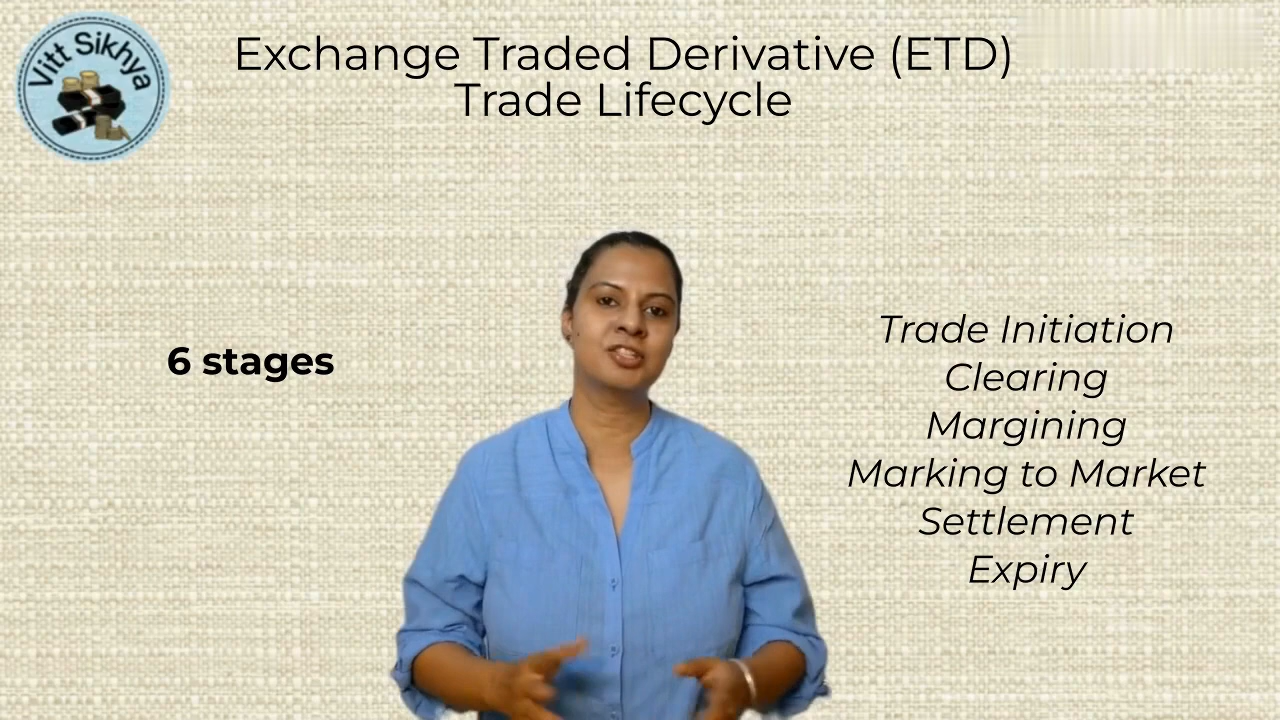 Vitt Sikhya
Exchange Traded Derivative (ETD)
Trade Lifecycle
6 stages
Trade Initiation
Clearing
Margining
Marking to Market
Settlement
Expiry